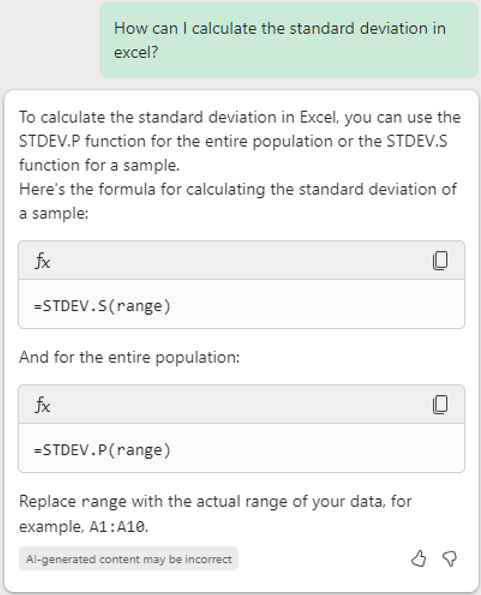 How can I calculate the standard deviation in
excel?
To calculate the standard deviation in Excel, you can use the
STDEV.P function for the entire population or the STDEV.S
function for a sample.
Here's the formula for calculating the standard deviation of
a sample:
fx
=STDEV.S(range)
And for the entire population:
fx
=STDEV.P(range)
Replace range with the actual range of your data, for
example, A1:A10.
AI-generated content may be incorrect